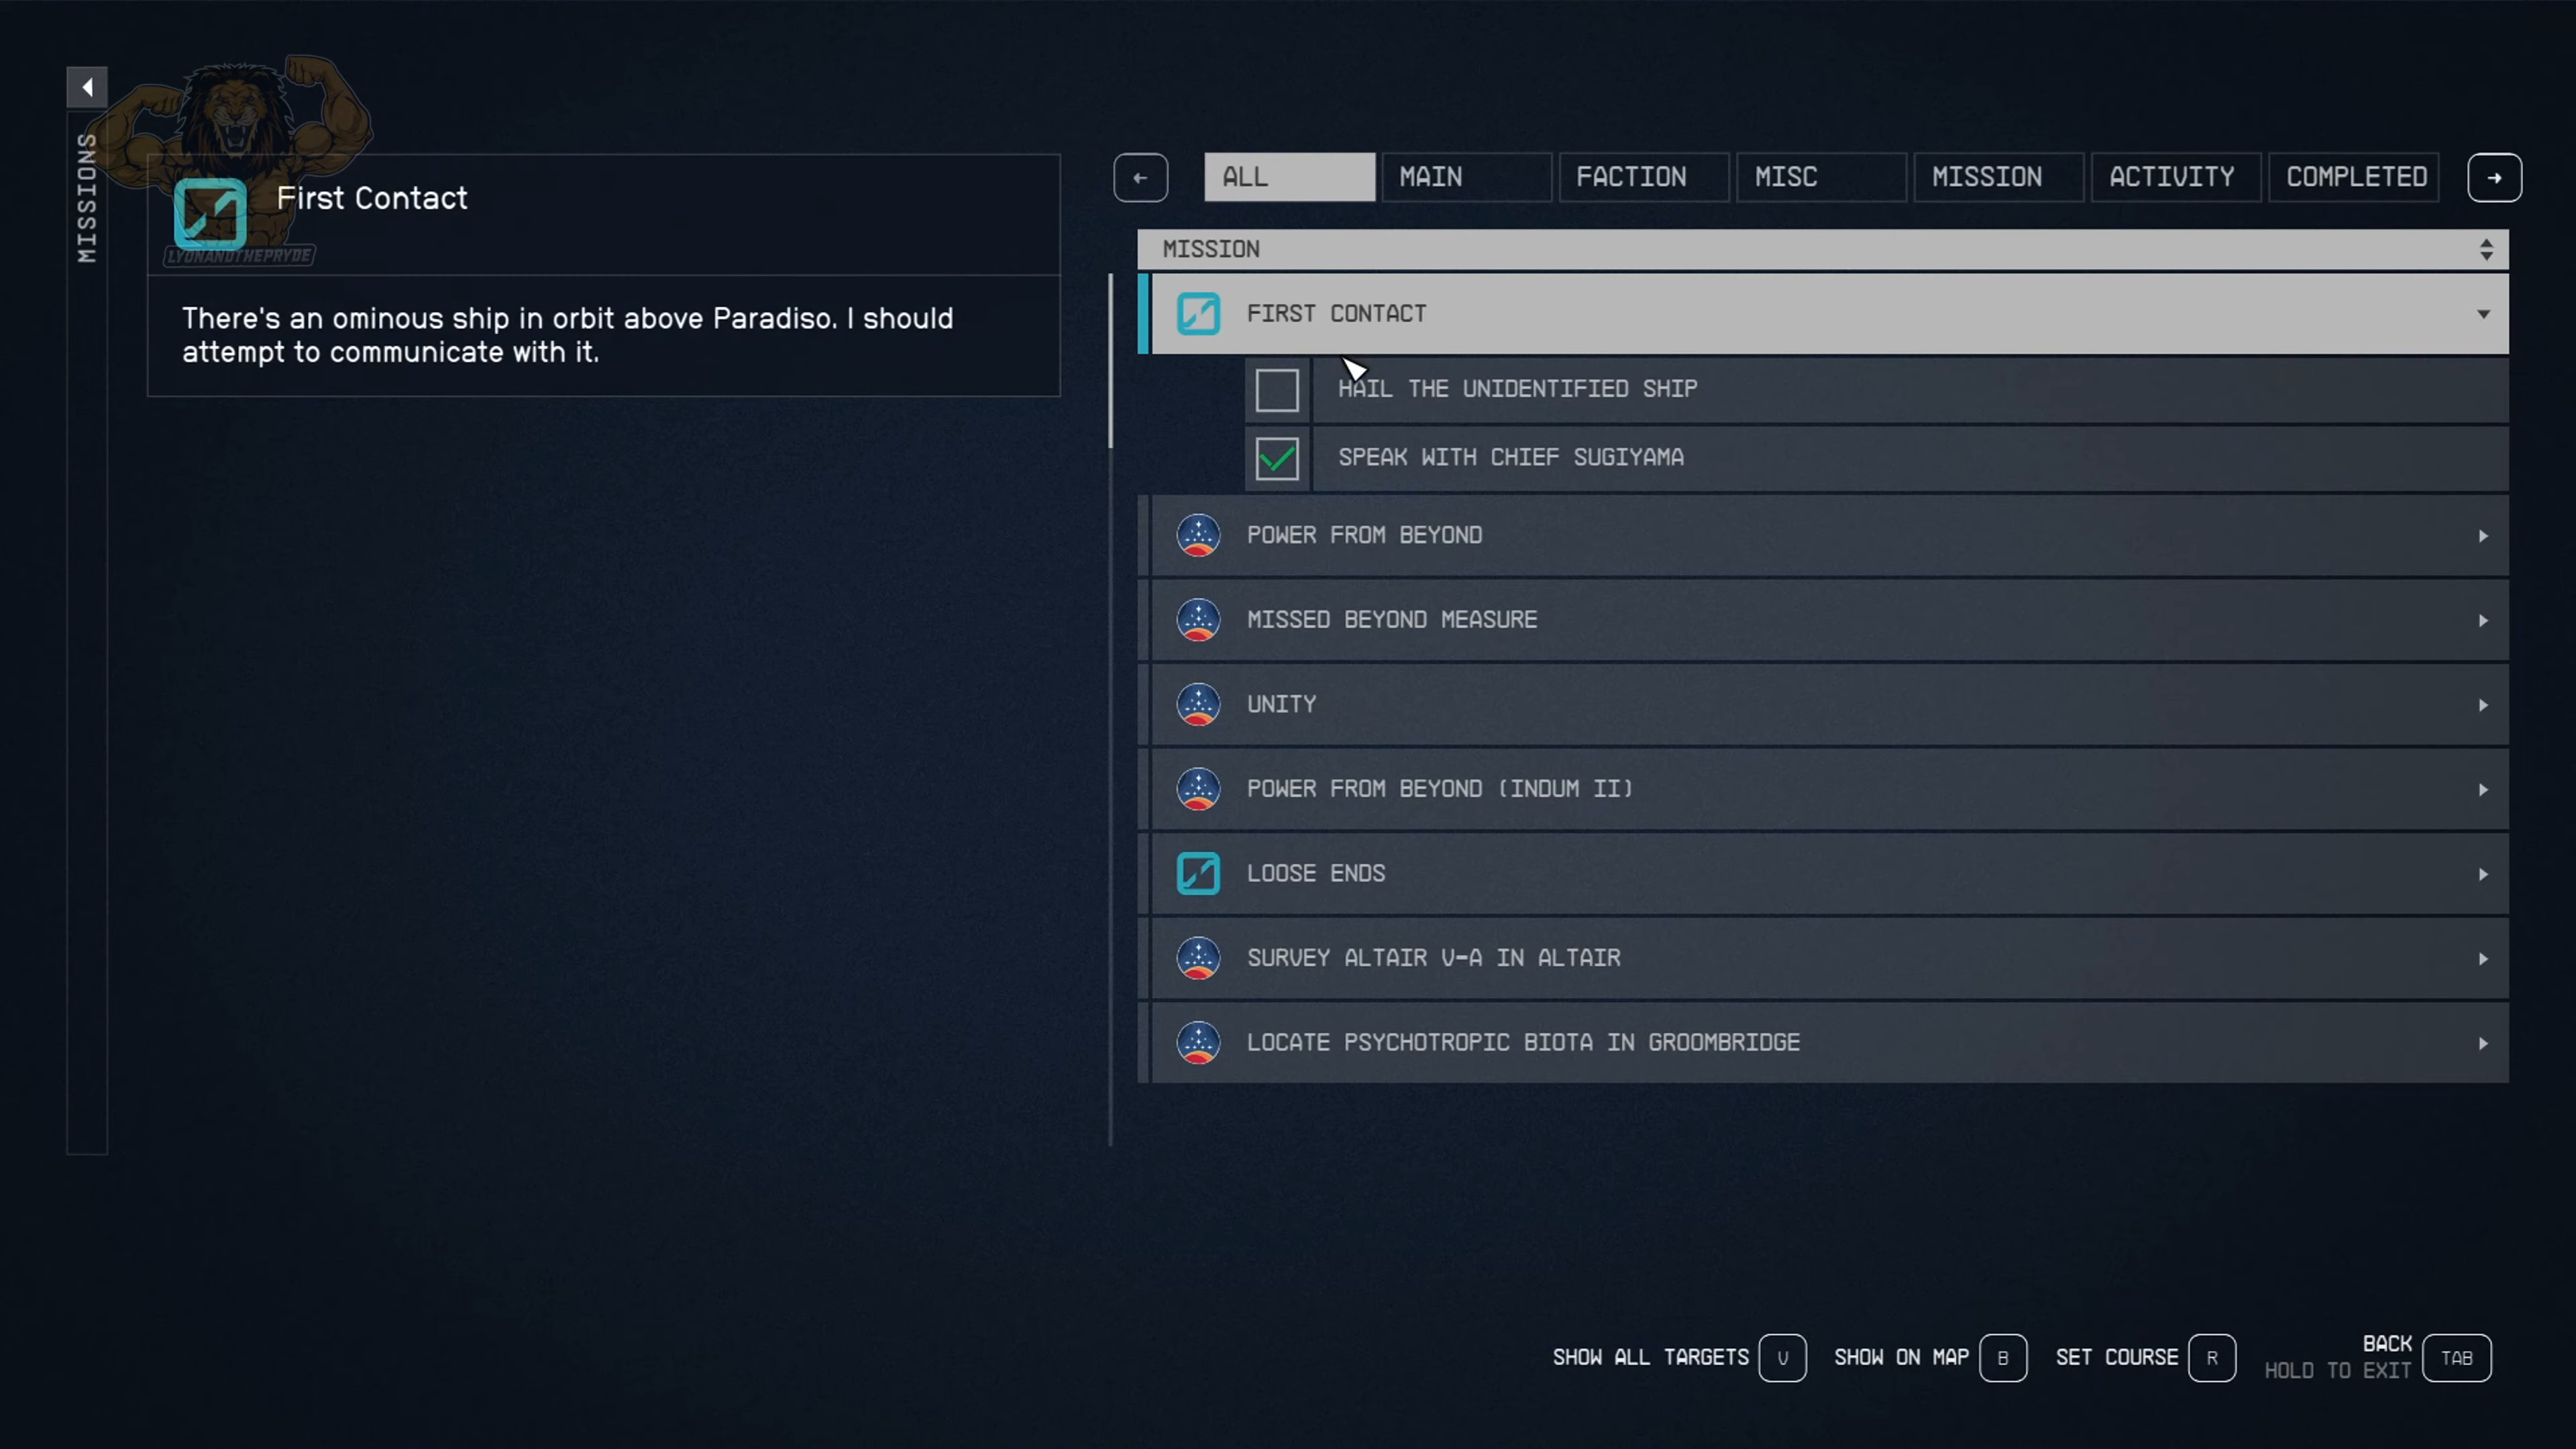 MISSIONS
LYONANDTHEPRYDE
First Contact
There's an ominous ship in orbit above Paradiso. I should
attempt to communicate with it.
ALL
MAIN
FACTION
MISC
MISSION
ACTIVITY
COMPLETED
MISSION
FIRST CONTACT
HAIL THE UNIDENTIFIED SHIP
SPEAK WITH CHIEF SUGIYAMA
POWER FROM BEYOND
MISSED BEYOND MEASURE
UNITY
POWER FROM BEYOND (INDUM II)
LOOSE ENDS
SURVEY ALTAIR V-A IN ALTAIR
LOCATE PSYCHOTROPIC BIOTA IN GROOMBRIDGE
SHOW ALL TARGETS V
SHOW ON MAP B
SET COURSE R
BACK
HOLD TO EXIT
TAB